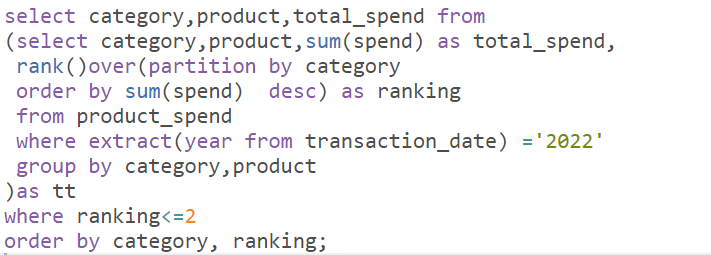 select category,product,total_spend from
(select category,product,sum(spend) as total_spend,
rank()over(partition by category
order by sum(spend)  desc) as ranking
from product_spend
where extract(year from transaction_date) ='2022'
group by category,product
)as tt
where ranking<=2
order by category, ranking;